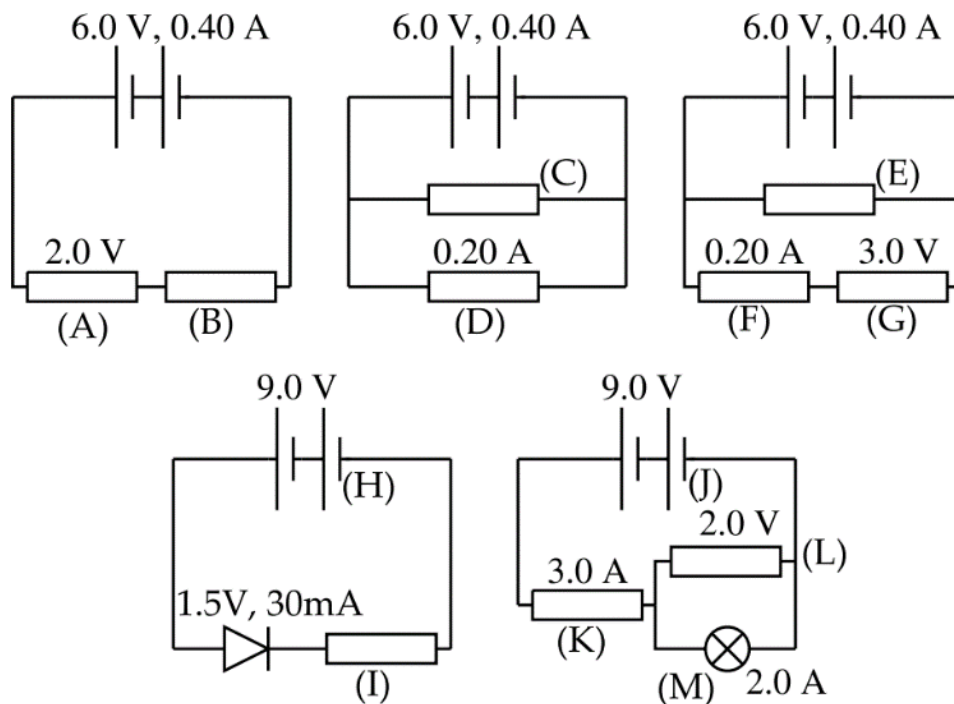 6.0 V, 0.40 A
6.0 V, 0.40 A
6.0 V, 0.40 A
(C)
(E)
2.0 V
0.20 A
0.20 A
3.0 V
(A)
(B)
(D)
(F)
(G)
9.0 V
9.0 V
(H)
(J)
2.0 V
(L)
1.5V, 30mA
3.0 A
(I)
(K)
(M)
2.0 A